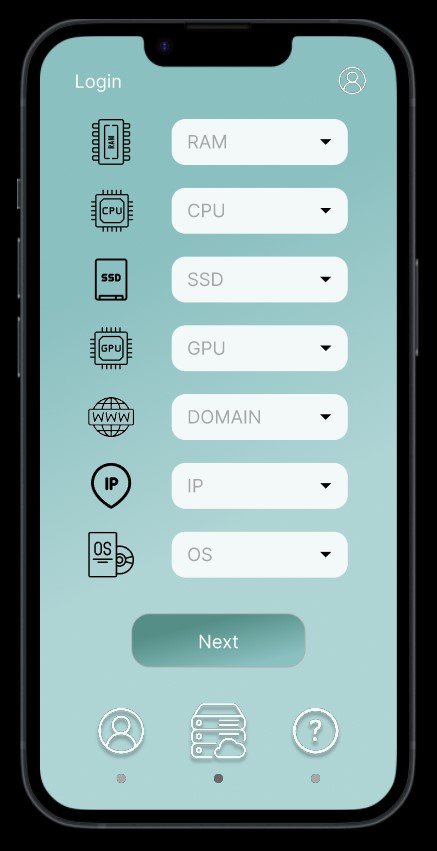 Login
RAM
RAM
CPU
CPU
SSD
SSD
GPU
GPU
WWW
DOMAIN
IP
IP
OS
OS
Next
?